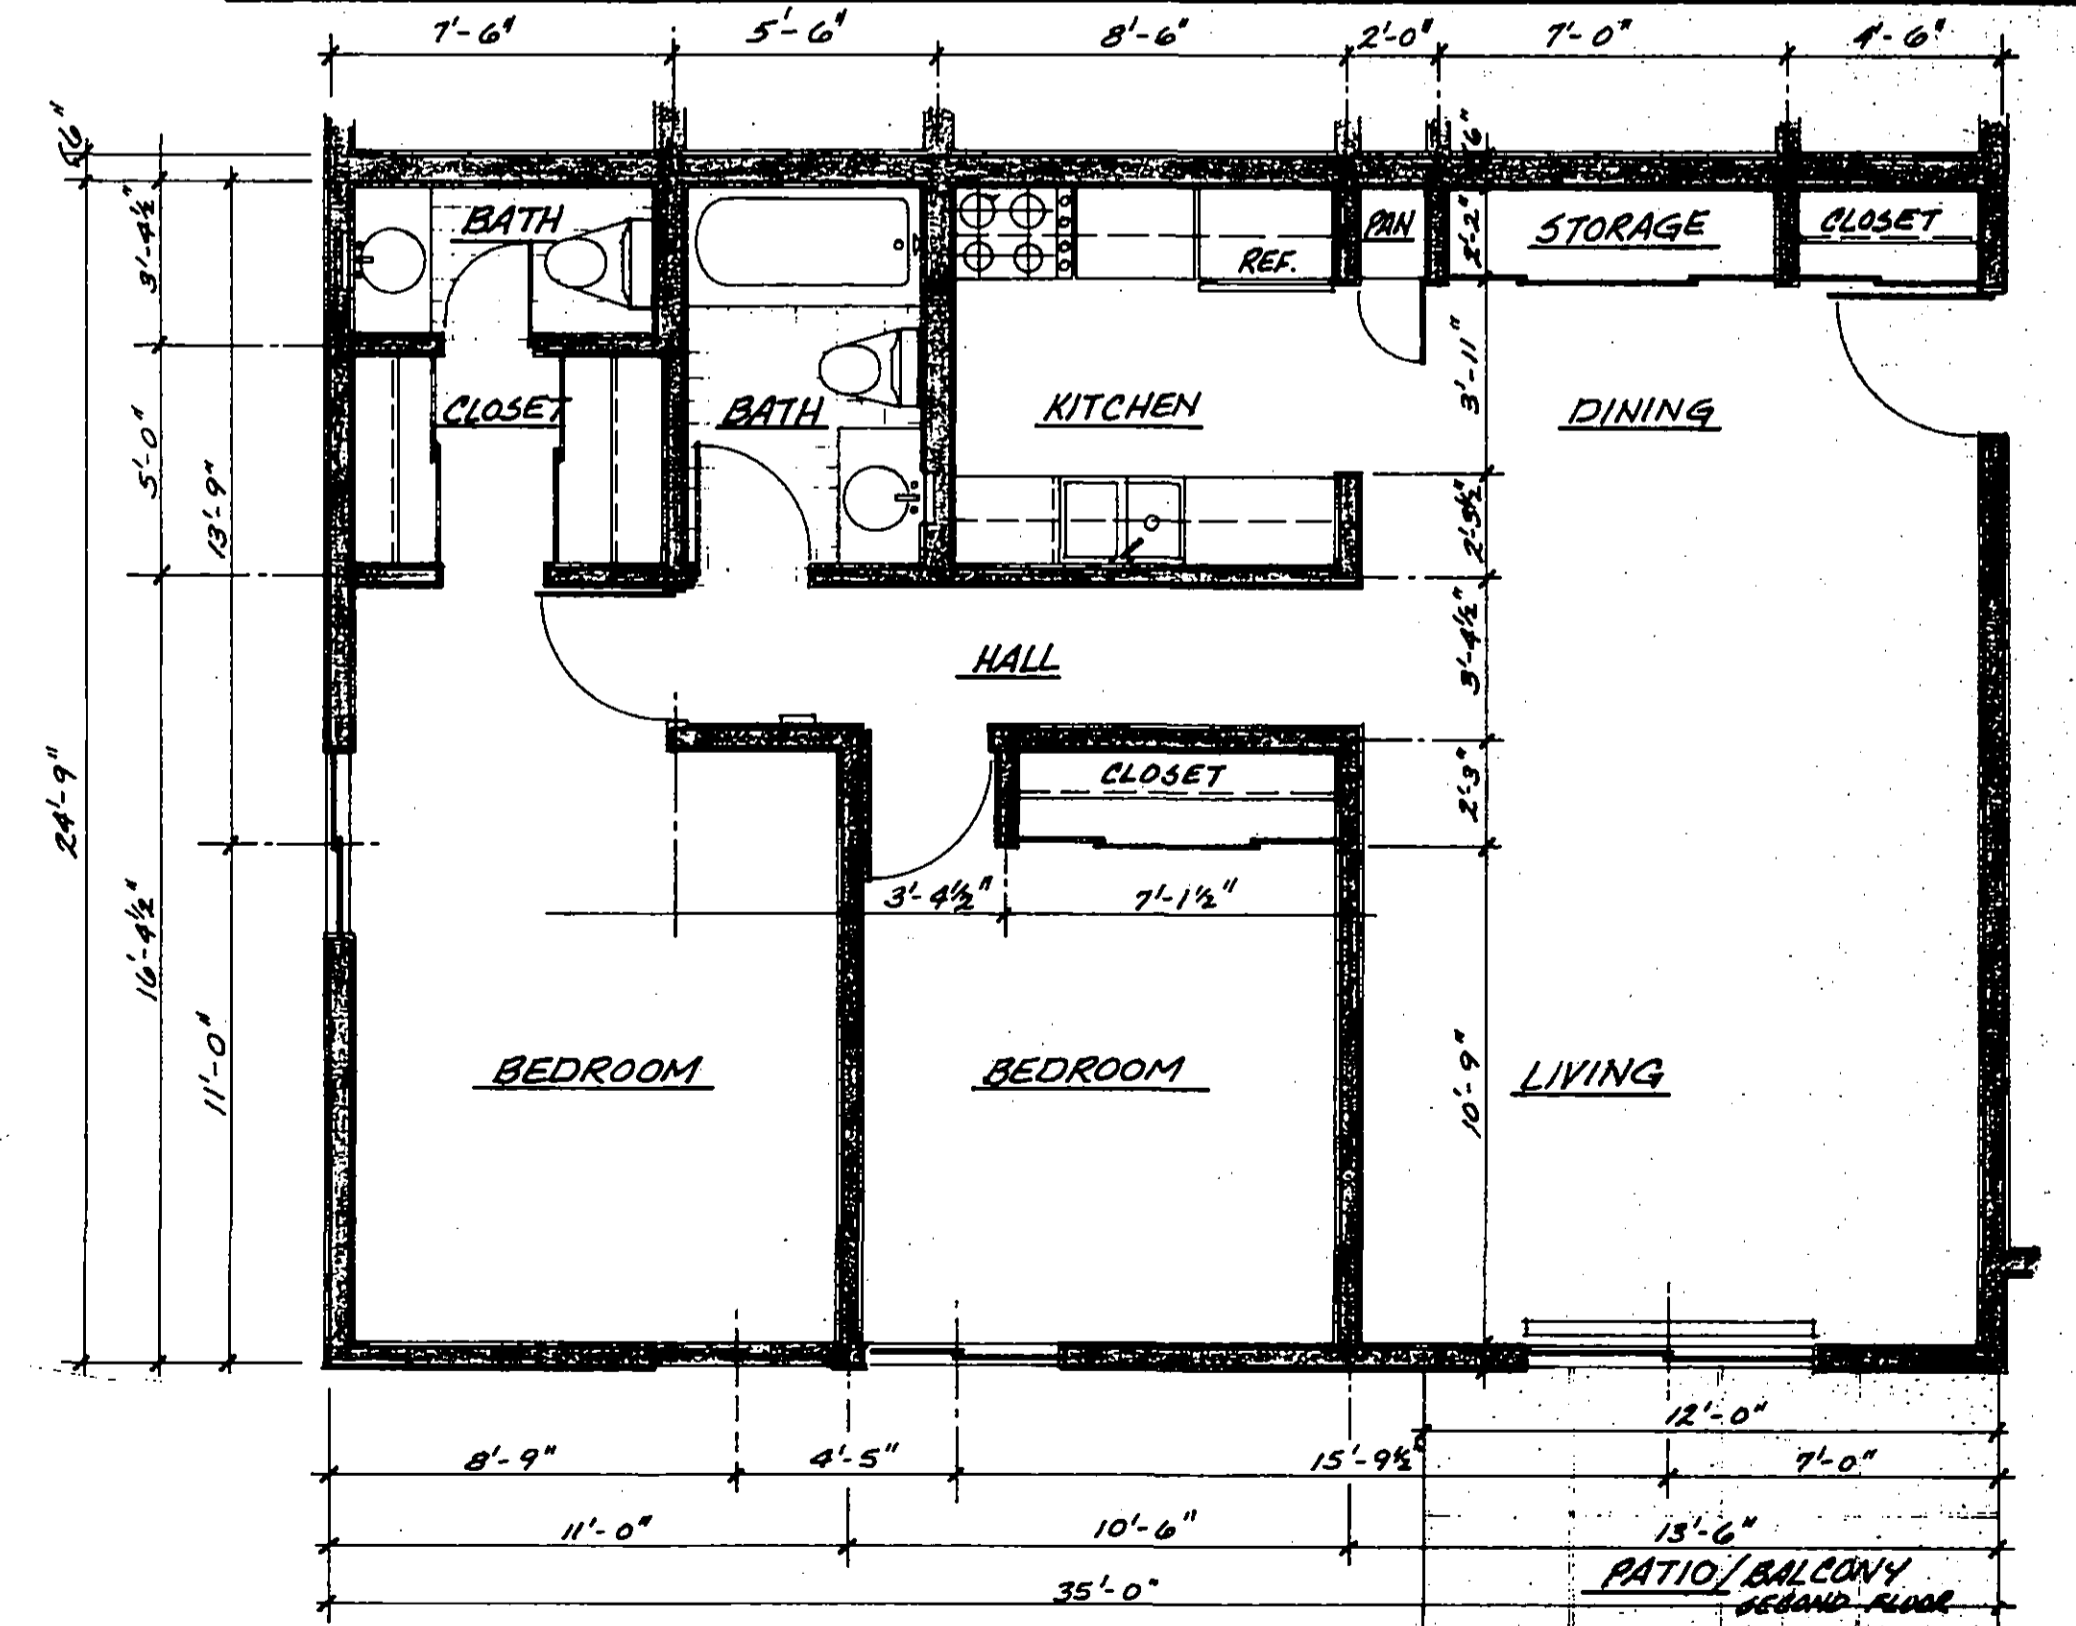 7'-6" 5'-6" 8'-6" 2'-0" 7'-0" 4'-6"
6"
6"
BATH PAN STORAGE CLOSET
3'-4½" 2'-2"
REF.
CLOSET BATH KITCHEN 3'-11" DINING
5'-0" 13'-9" 2'-3½"
HALL 3'-4½"
24'-9" CLOSET 2'-3"
16'-4½" 3'-4½" 7'-1½"
11'-0" BEDROOM BEDROOM 10'-9" LIVING
12'-0"
8'-9" 4'-5" 15'-9½ 7'-0"
11'-0" 10'-6" 13'-6"
35'-0" PATIO/BALCONY
SECOND FLOOR